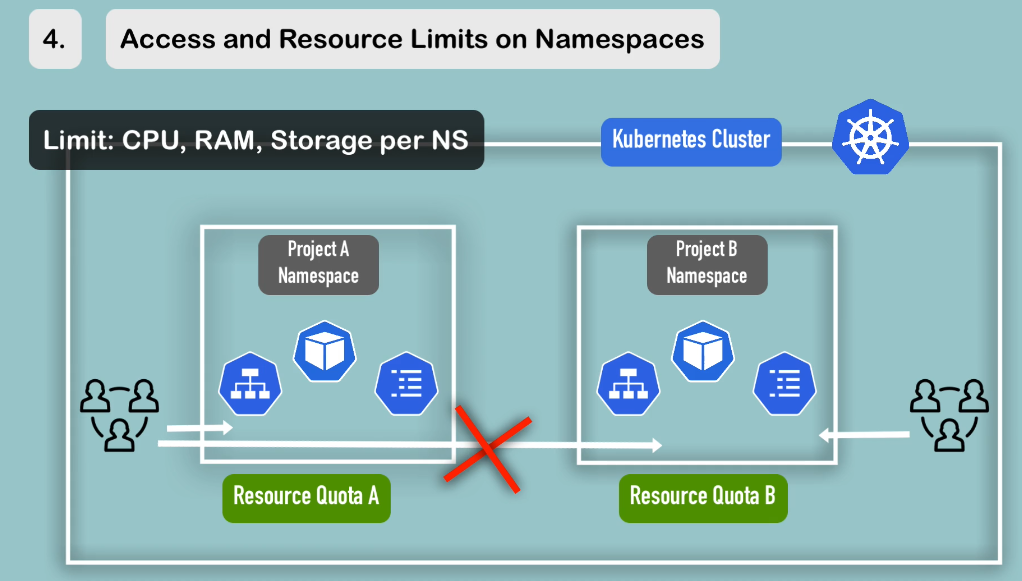 4.
Access and Resource Limits on Namespaces
Limit: CPU, RAM, Storage per NS
Kubernetes Cluster
Project A
Namespace
Project B
Namespace
Resource Quota A
Resource Quota B